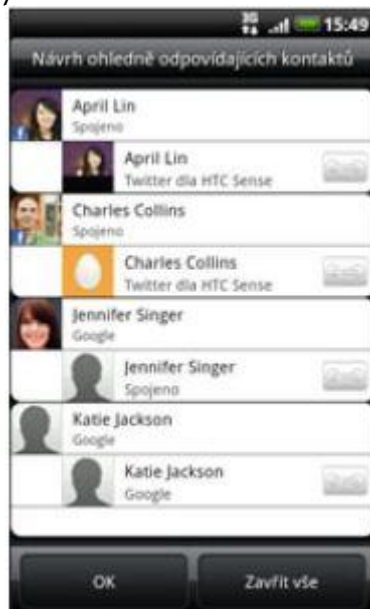 3G 15:49
Návrh ohledně odpovídajících kontaktů
April Lin
Spojeno
April Lin
Twitter dla HTC Sense
Charles Collins
Spojeno
Charles Collins
Twitter dla HTC Sense
Jennifer Singer
Google
Jennifer Singer
Spojeno
Katie Jackson
Google
Katie Jackson
Google
OK Zavřít vše